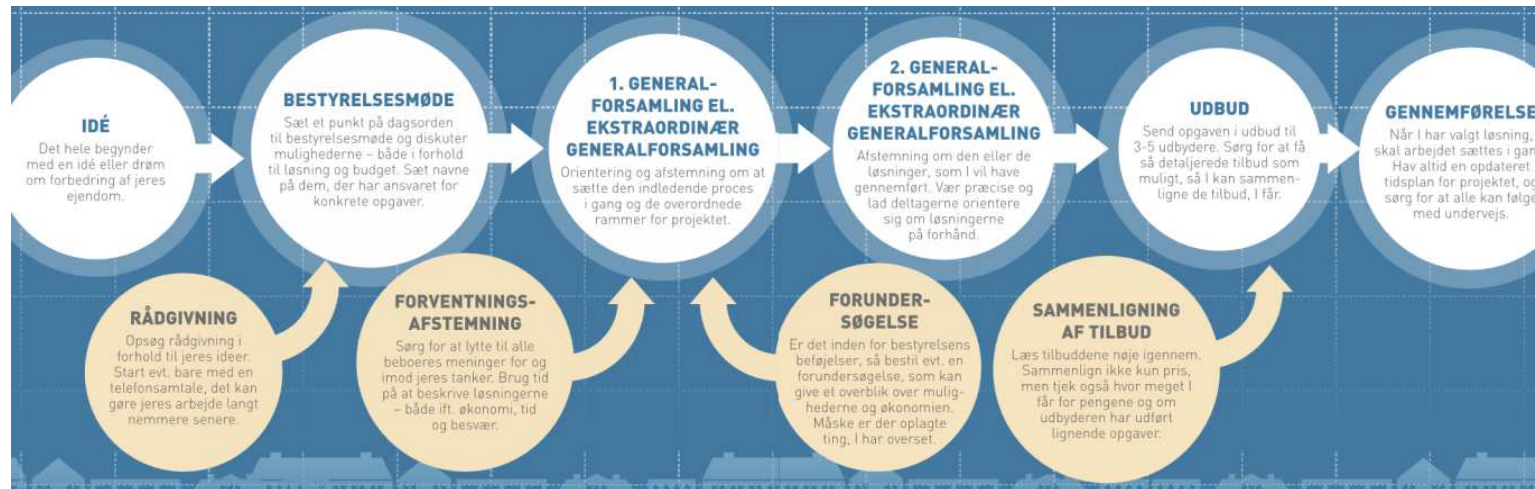 IDÉ
Det hele begynder
med en idé eller drøm
om forbedring af jeres
ejendom.
BESTYRELSESMØDE
Sæt et punkt på dagsorden
til bestyrelsesmøde og diskuter
mulighederne – både i forhold
til løsning og budget. Sæt navne
på dem, der har ansvaret for
konkrete opgaver.
1. GENERAL-
FORSAMLING EL.
EKSTRAORDINÆR
GENERALFORSAMLING
Orientering og afstemning om at
sætte den indledende proces
i gang og de overordnede
rammer for projektet.
2. GENERAL-
FORSAMLING EL.
EKSTRAORDINÆR
GENERALFORSAMLING
Afstemning om den eller de
løsninger, som I vil have
gennemført. Vær præcise og
lad deltagerne orientere
sig om løsningerne
på forhånd.
UDBUD
Send opgaven i udbud til
3-5 udbydere. Sørg for at få
så detaljerede tilbud som
muligt, så I kan sammen-
ligne de tilbud, I får.
GENNEMFØRELSE
Når I har valgt løsning,
skal arbejdet sættes i gan
Hav altid en opdateret
tidsplan for projektet, og
sørg for at alle kan følge
med undervejs.
RÅDGIVNING
Opsøg rådgivning i
forhold til jeres ideer.
Start evt. bare med en
telefonsamtale, det kan
gøre jeres arbejde langt
nemmere senere.
FORVENTNINGS-
AFSTEMNING
Sørg for at lytte til alle
beboeres meninger for og
imod jeres tanker. Brug tid
på at beskrive løsningerne
– både ift. økonomi, tid
og besvær.
FORUNDER-
SØGELSE
Er det inden for bestyrelsens
beføjelser, så bestil evt. en
forundersøgelse, som kan
give et overblik over mulig-
hederne og økonomien.
Måske er der oplagte
ting, I har overset.
SAMMENLIGNING
AF TILBUD
Læs tilbuddene nøje igennem.
Sammenlign ikke kun pris,
men tjek også hvor meget I
får for pengene og om
udbyderen har udført
lignende opgaver.